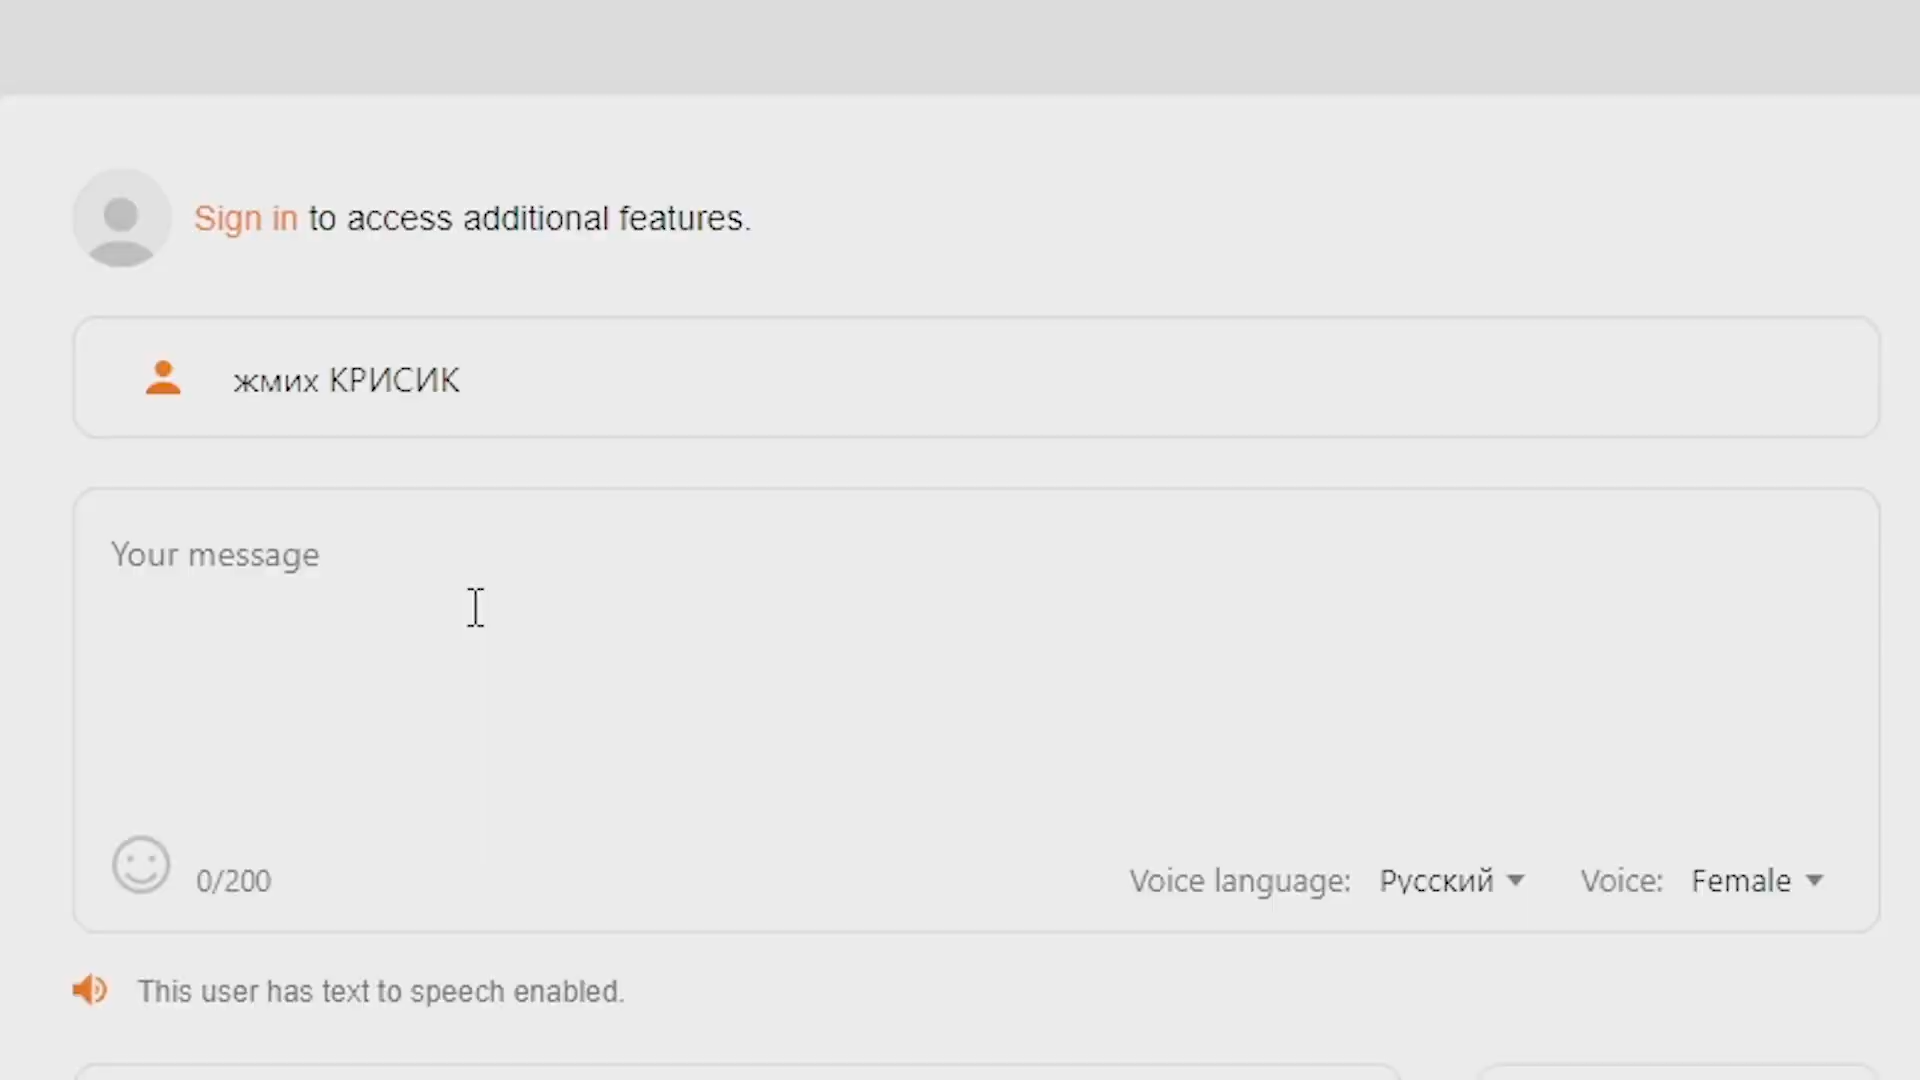 Sign in to access additional features.
жмих КРИСИК
Your message
0/200
Voice language: Русский
Voice: Female
This user has text to speech enabled.